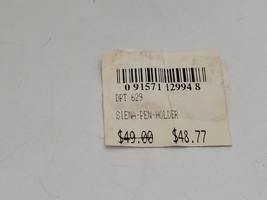 0 91571 12994 8
DPT 629
SIENA-PEN-HOLDER
$49.00 $48.77